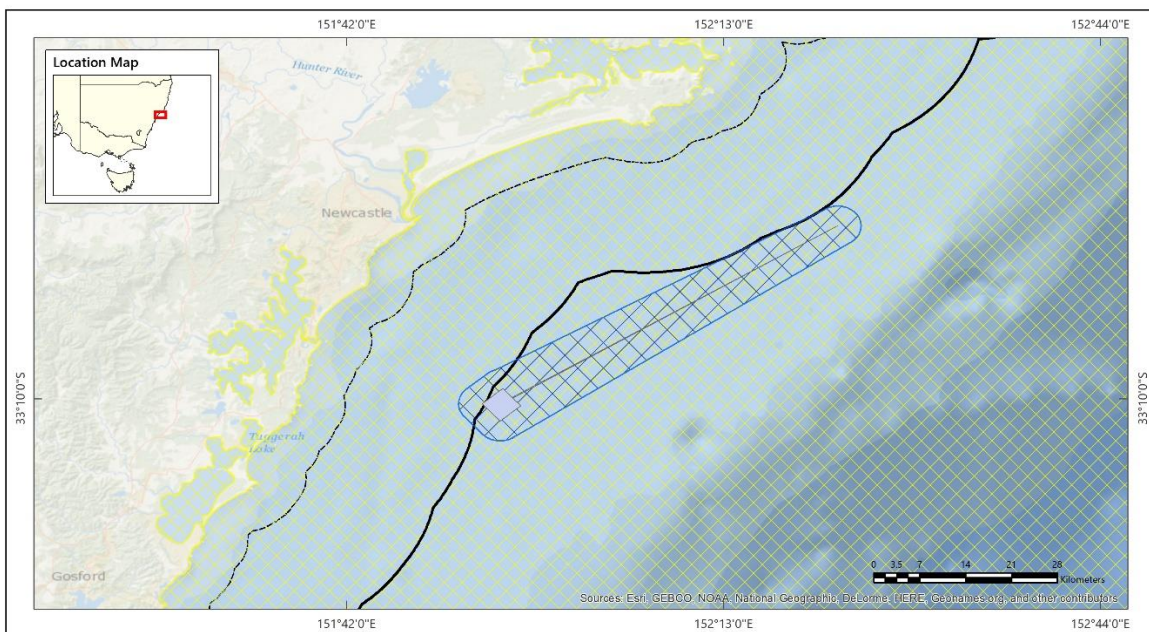 151°42'0"E 152°13'0"E 152°44'0"E
Location Map
Hunter River
Newcastle
33°10'0"S 33°10'0"S
Tuggerah
Lake
Gosford
0 3.5 7 14 21 28
Kilometers
Sources: Esri, GEBCO, NOAA, National Geographic, DeLorme, HERE, Geonames.org, and other contributors
151°42'0"E 152°13'0"E 152°44'0"E